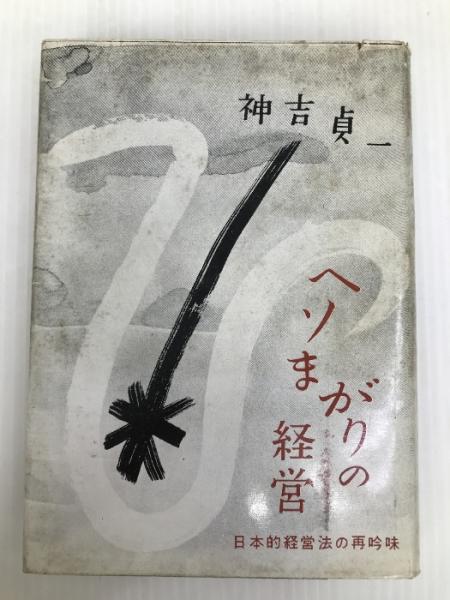 神吉貞一
ヘソまがりの
経営
日本的経営法の再吟味